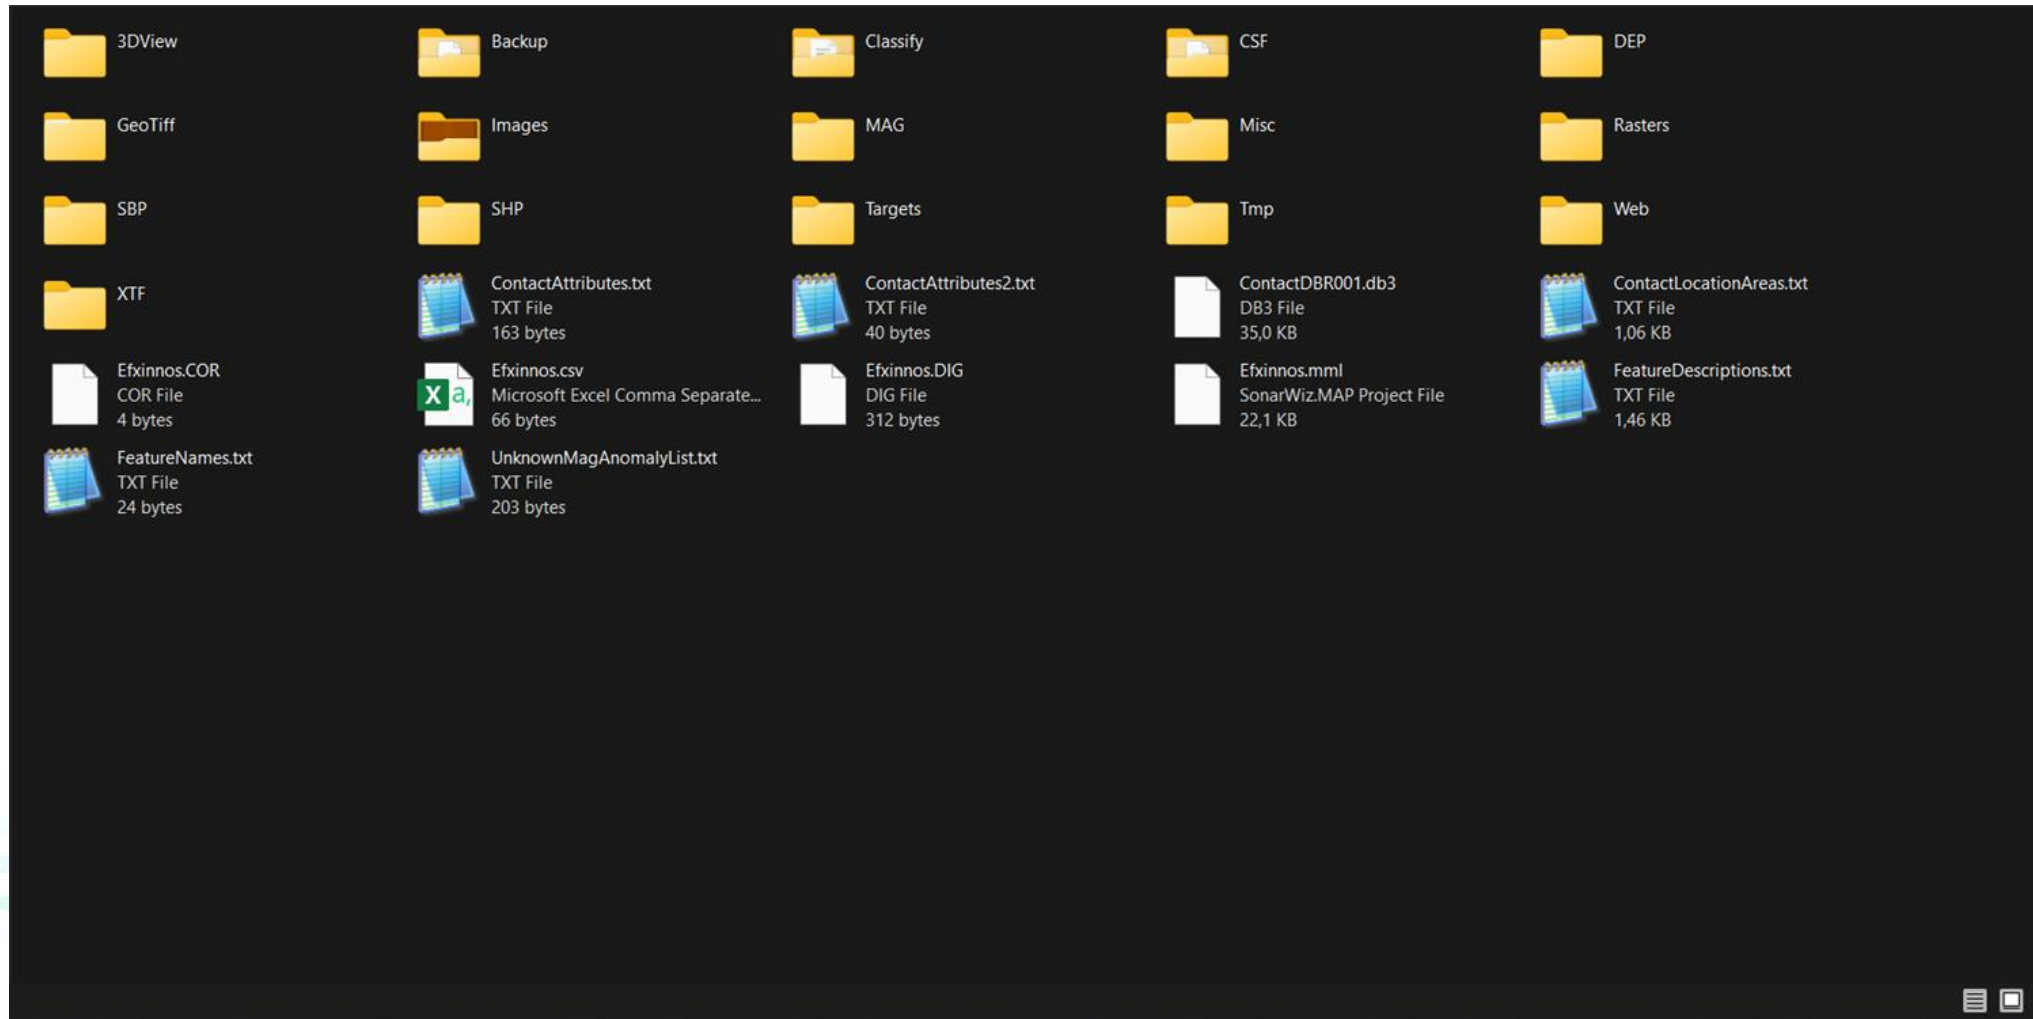 3DView
Backup
Classify
CSF
DEP
GeoTiff
Images
MAG
Misc
Rasters
SBP
SHP
Targets
Tmp
Web
XTF
ContactAttributes.txt
TXT File
163 bytes
ContactAttributes2.txt
TXT File
40 bytes
ContactDBR001.db3
DB3 File
35,0 KB
ContactLocationAreas.txt
TXT File
1,06 KB
Efxinnos.COR
COR File
4 bytes
X a,
Efxinnos.csv
Microsoft Excel Comma Separate...
66 bytes
Efxinnos.DIG
DIG File
312 bytes
Efxinnos.mml
SonarWiz.MAP Project File
22,1 KB
FeatureDescriptions.txt
TXT File
1,46 KB
FeatureNames.txt
TXT File
24 bytes
UnknownMagAnomalyList.txt
TXT File
203 bytes